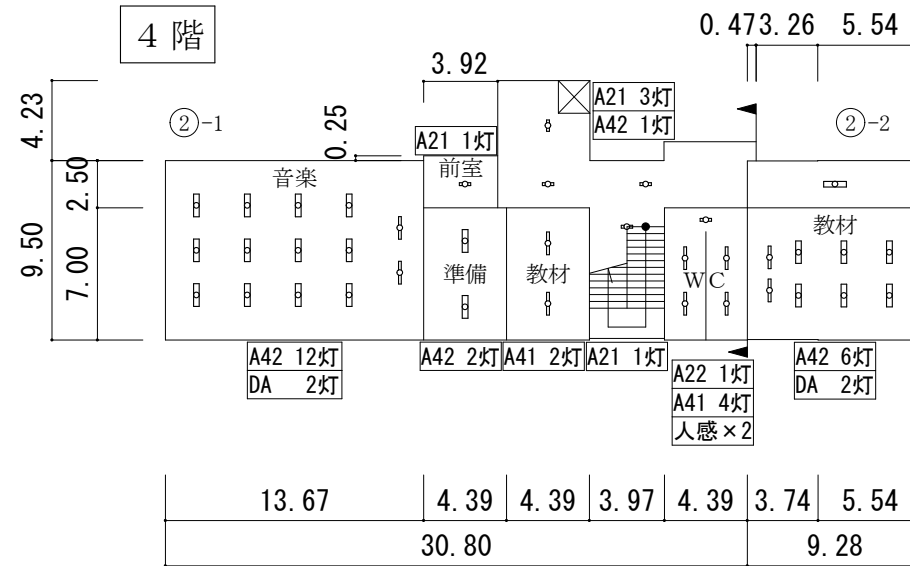 4 階
0.47
3.26
5.54
3.92
4.23
②-1
0.25
A21 1灯
A21 3灯
A42 1灯
②-2
音楽
前室
9.50
2.50
7.00
準備
教材
WC
教材
A42 12灯
DA 2灯
A42 2灯
A41 2灯
A21 1灯
A22 1灯
A41 4灯
人感×2
A42 6灯
DA 2灯
13.67
4.39
4.39
3.97
4.39
3.74
5.54
30.80
9.28